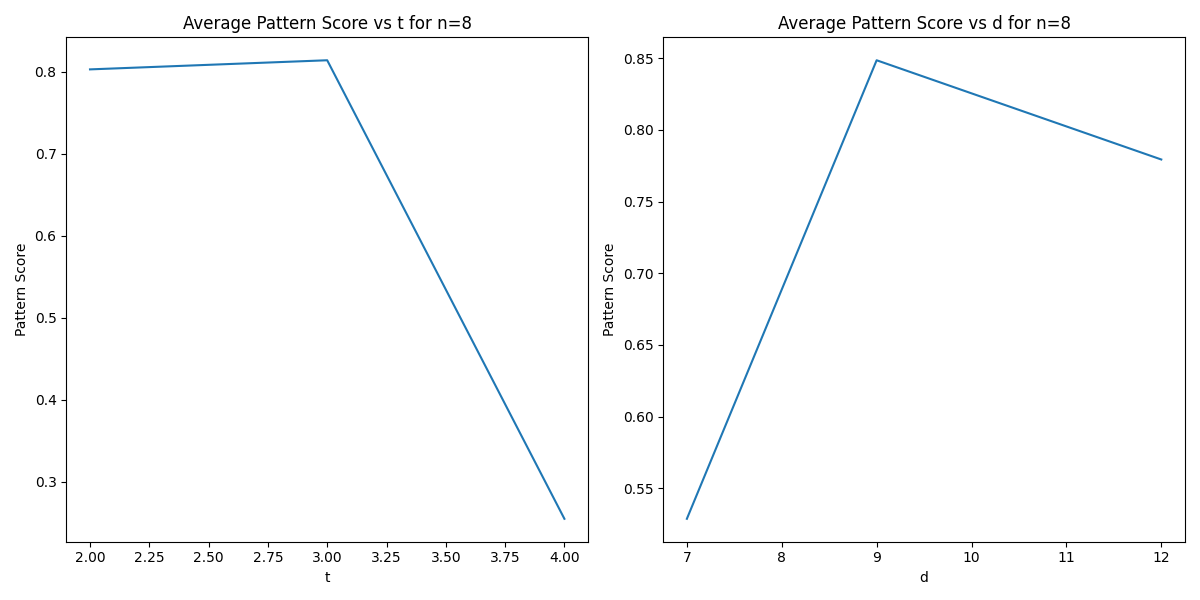 Average Pattern Score vs t for n=8
Pattern Score
0.8
0.7
0.6
0.5
0.4
0.3
2.00 2.25 2.50 2.75 3.00 3.25 3.50 3.75 4.00
t
Average Pattern Score vs d for n=8
Pattern Score
0.85
0.80
0.75
0.70
0.65
0.60
0.55
7 8 9 10 11 12
d